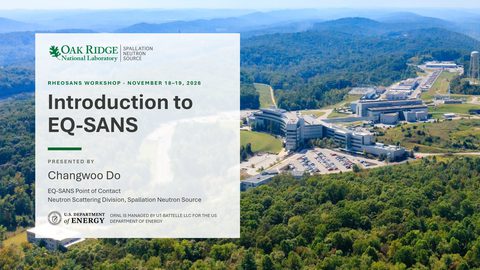 OAK RIDGE
National Laboratory
SPALLATION
NEUTRON
SOURCE
RHEOSANS WORKSHOP - NOVEMBER 18–19, 2026
Introduction to
EQ-SANS
PRESENTED BY
Changwoo Do
EQ-SANS Point of Contact
Neutron Scattering Division, Spallation Neutron Source
U.S. DEPARTMENT
of ENERGY
ORNL IS MANAGED BY UT-BATTELLE LLC FOR THE US
DEPARTMENT OF ENERGY